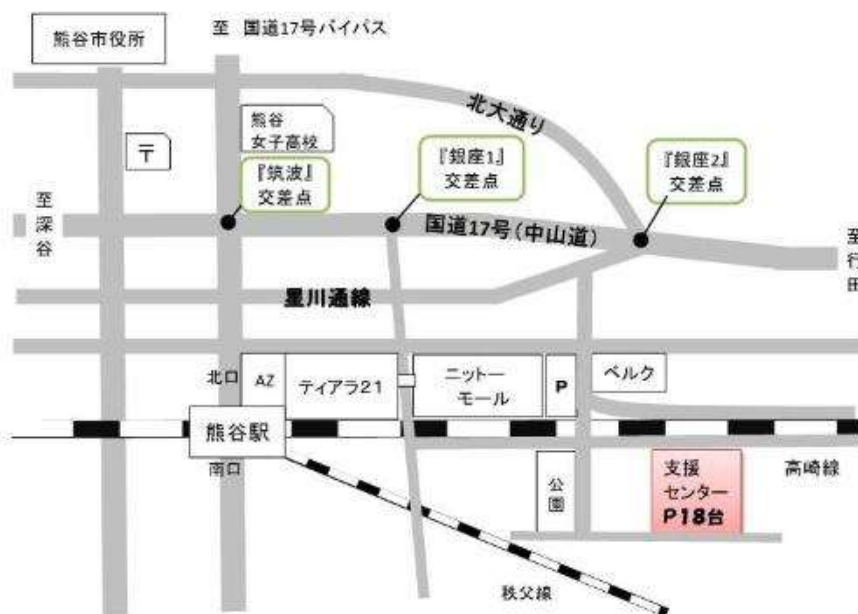 至 国道17号バイパス
熊谷市役所
北大通り
熊谷
女子高校
〒
『筑波』
交差点
『銀座1』
交差点
『銀座2』
交差点
至
深
谷
国道17号(中山道)
至
行
田
星川通線
北口
AZ
ティアラ21
ニットー
モール
P
ベルク
熊谷駅
南口
公
園
支援
センター
P18台
高崎線
秩父線